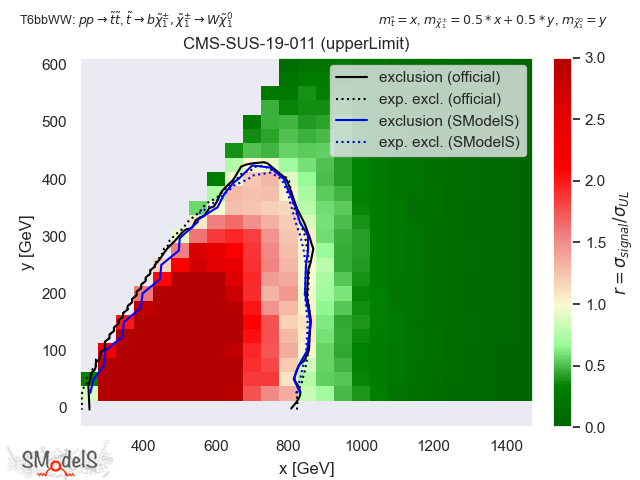 T6bbWW: pp → t̃t̃, t̃ → bχ̃₁±, χ̃₁± → Wχ̃₁⁰
m_t̃ = x, m_χ̃₁± = 0.5*x + 0.5*y, m_χ̃₁⁰ = y
CMS-SUS-19-011 (upperLimit)
exclusion (official)
exp. excl. (official)
exclusion (SModelS)
exp. excl. (SModelS)
600
500
400
300
200
100
0
y [GeV]
400 600 800 1000 1200 1400
x [GeV]
3.0
2.5
2.0
1.5
1.0
0.5
0.0
r = σ_signal/σ_UL
SModelS